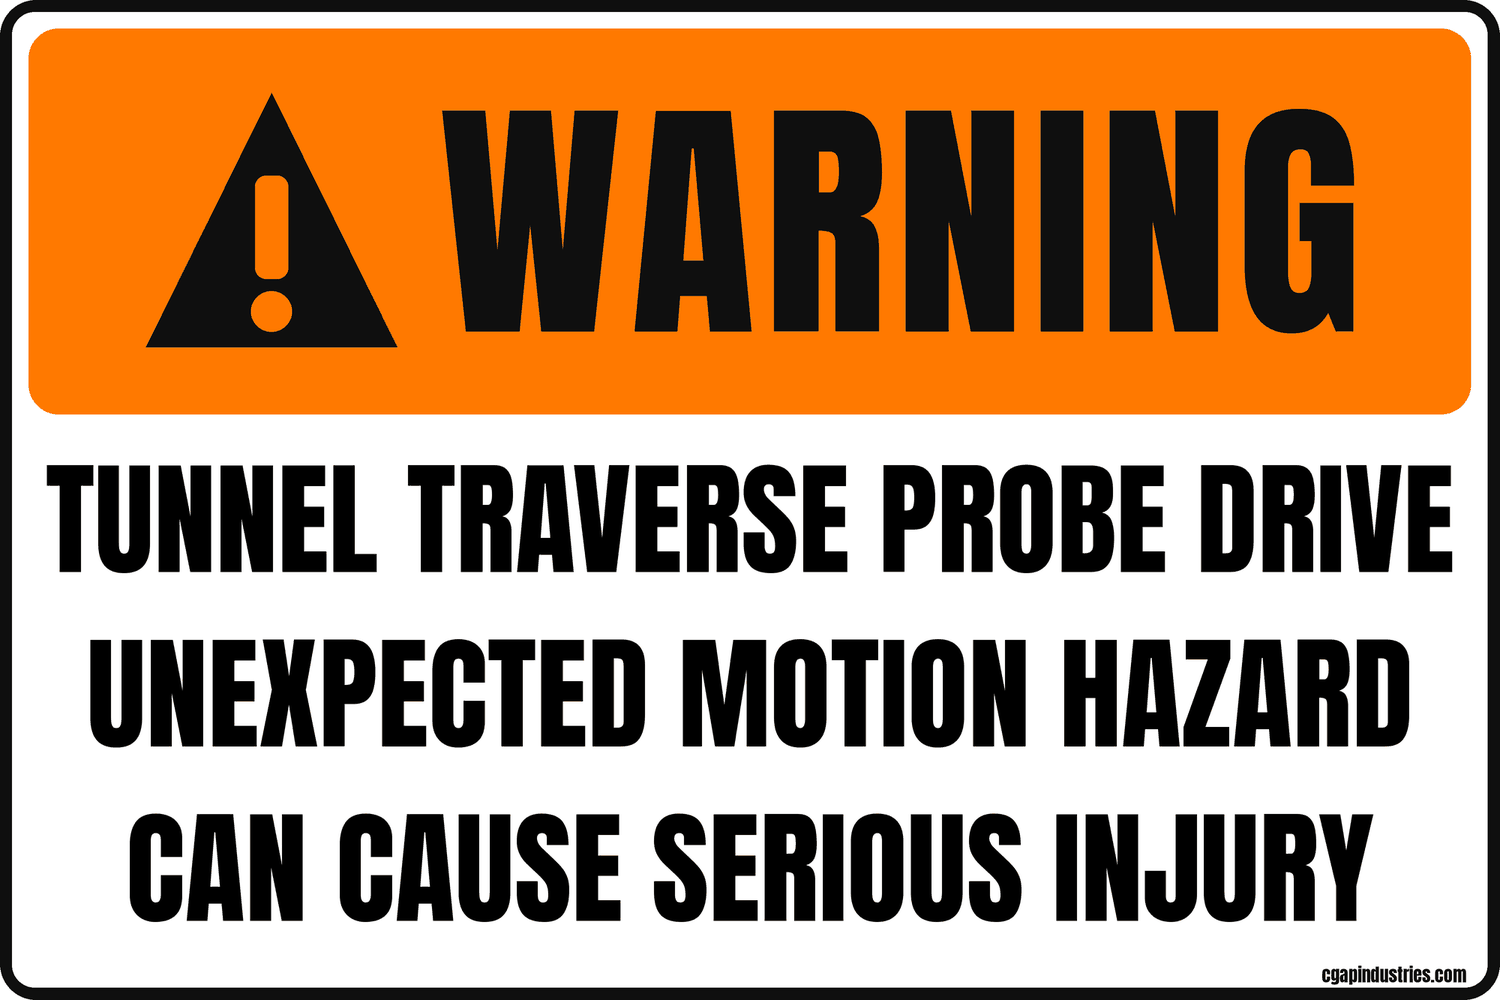 WARNING
TUNNEL TRAVERSE PROBE DRIVE
UNEXPECTED MOTION HAZARD
CAN CAUSE SERIOUS INJURY
cgapindustries.com